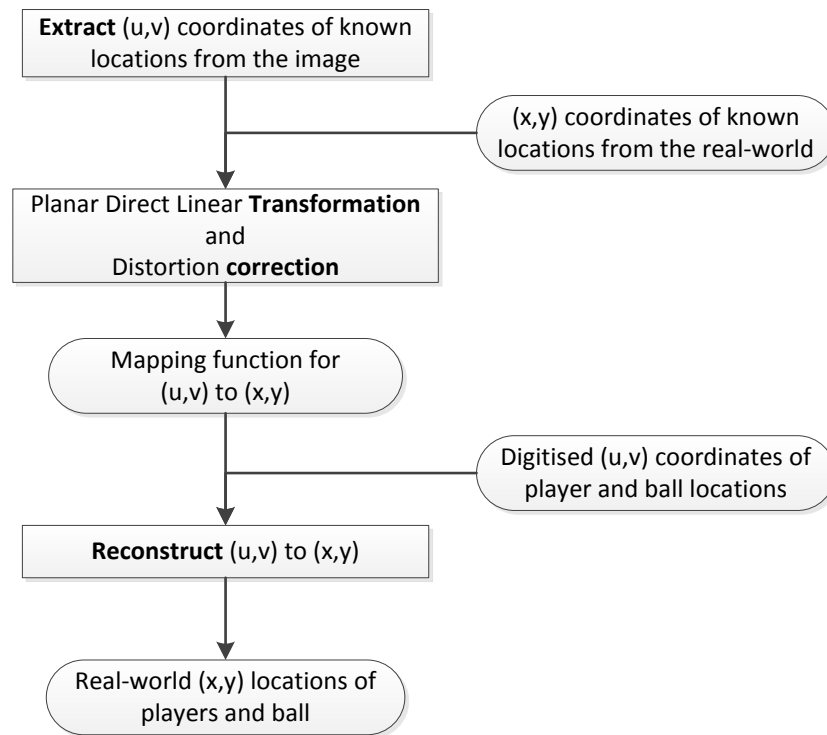 Extract (u,v) coordinates of known
locations from the image
(x,y) coordinates of known
locations from the real-world
Planar Direct Linear Transformation
and
Distortion correction
Mapping function for
(u,v) to (x,y)
Digitised (u,v) coordinates of
player and ball locations
Reconstruct (u,v) to (x,y)
Real-world (x,y) locations of
players and ball